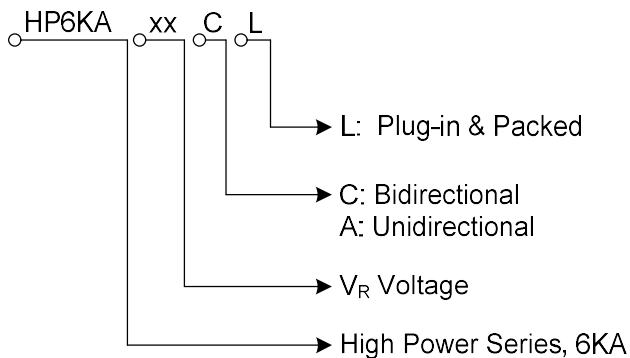 HP6KA xx C L
L: Plug-in & Packed
C: Bidirectional
A: Unidirectional
VR Voltage
High Power Series, 6KA